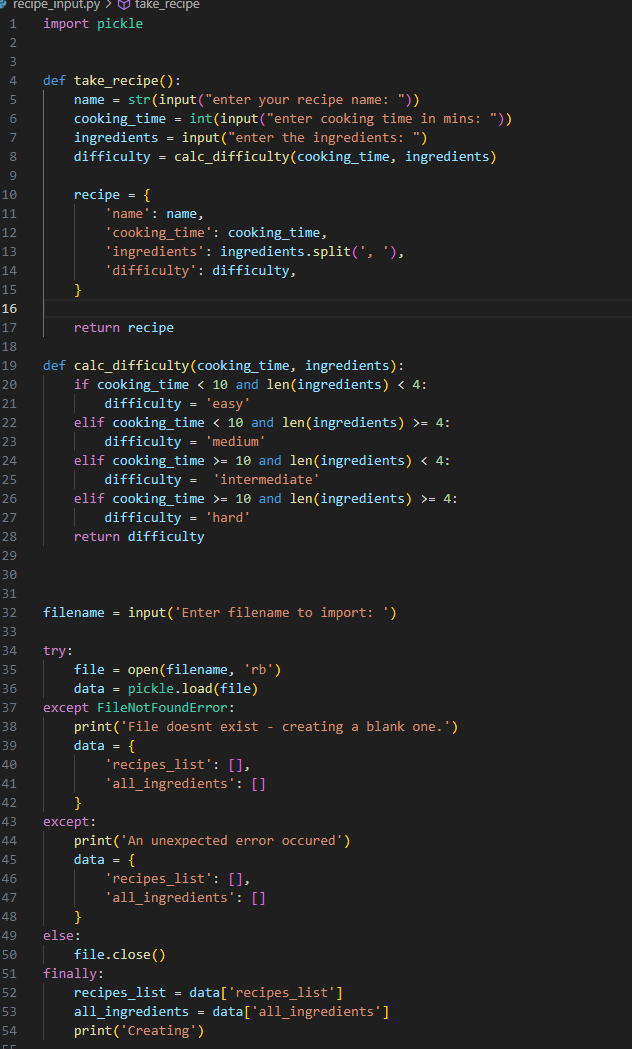 recipe_input.py > take_recipe
1 import pickle
2
3
4 def take_recipe():
5     name = str(input("enter your recipe name: "))
6     cooking_time = int(input("enter cooking time in mins: "))
7     ingredients = input("enter the ingredients: ")
8     difficulty = calc_difficulty(cooking_time, ingredients)
9
10     recipe = {
11         'name': name,
12         'cooking_time': cooking_time,
13         'ingredients': ingredients.split(', '),
14         'difficulty': difficulty,
15     }
16
17     return recipe
18
19 def calc_difficulty(cooking_time, ingredients):
20     if cooking_time < 10 and len(ingredients) < 4:
21         difficulty = 'easy'
22     elif cooking_time < 10 and len(ingredients) >= 4:
23         difficulty = 'medium'
24     elif cooking_time >= 10 and len(ingredients) < 4:
25         difficulty =  'intermediate'
26     elif cooking_time >= 10 and len(ingredients) >= 4:
27         difficulty = 'hard'
28     return difficulty
29
30
31
32 filename = input('Enter filename to import: ')
33
34 try:
35     file = open(filename, 'rb')
36     data = pickle.load(file)
37 except FileNotFoundError:
38     print('File doesnt exist - creating a blank one.')
39     data = {
40         'recipes_list': [],
41         'all_ingredients': []
42     }
43 except:
44     print('An unexpected error occured')
45     data = {
46         'recipes_list': [],
47         'all_ingredients': []
48     }
49 else:
50     file.close()
51 finally:
52     recipes_list = data['recipes_list']
53     all_ingredients = data['all_ingredients']
54     print('Creating')